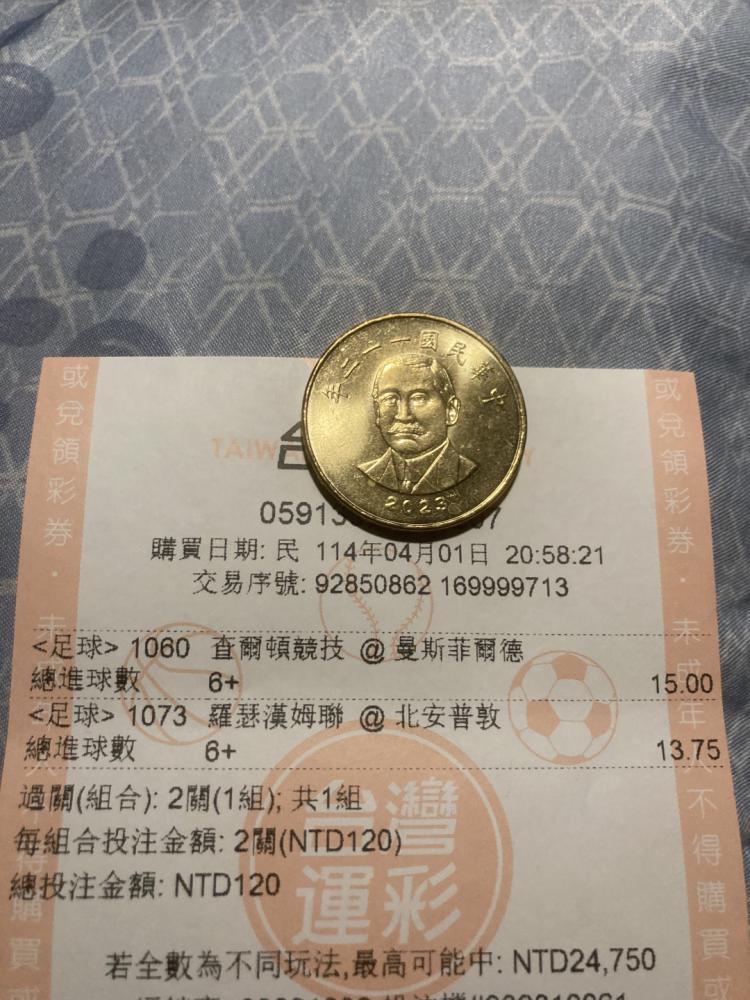 中華民國一一二年
2023
TAIW
台
05913
7
購買日期: 民 114年04月01日 20:58:21
交易序號: 92850862 169999713
<足球> 1060 查爾頓競技 @ 曼斯菲爾德
總進球數 6+ 15.00
<足球> 1073 羅瑟漢姆聯 @ 北安普敦
總進球數 6+ 13.75
過關(組合): 2關(1組); 共1組
每組合投注金額: 2關(NTD120)
總投注金額: NTD120
台灣
運彩
若全數為不同玩法,最高可能中: NTD24,750
或兌領彩券．未
或兌領彩券．未成年人不得購買或